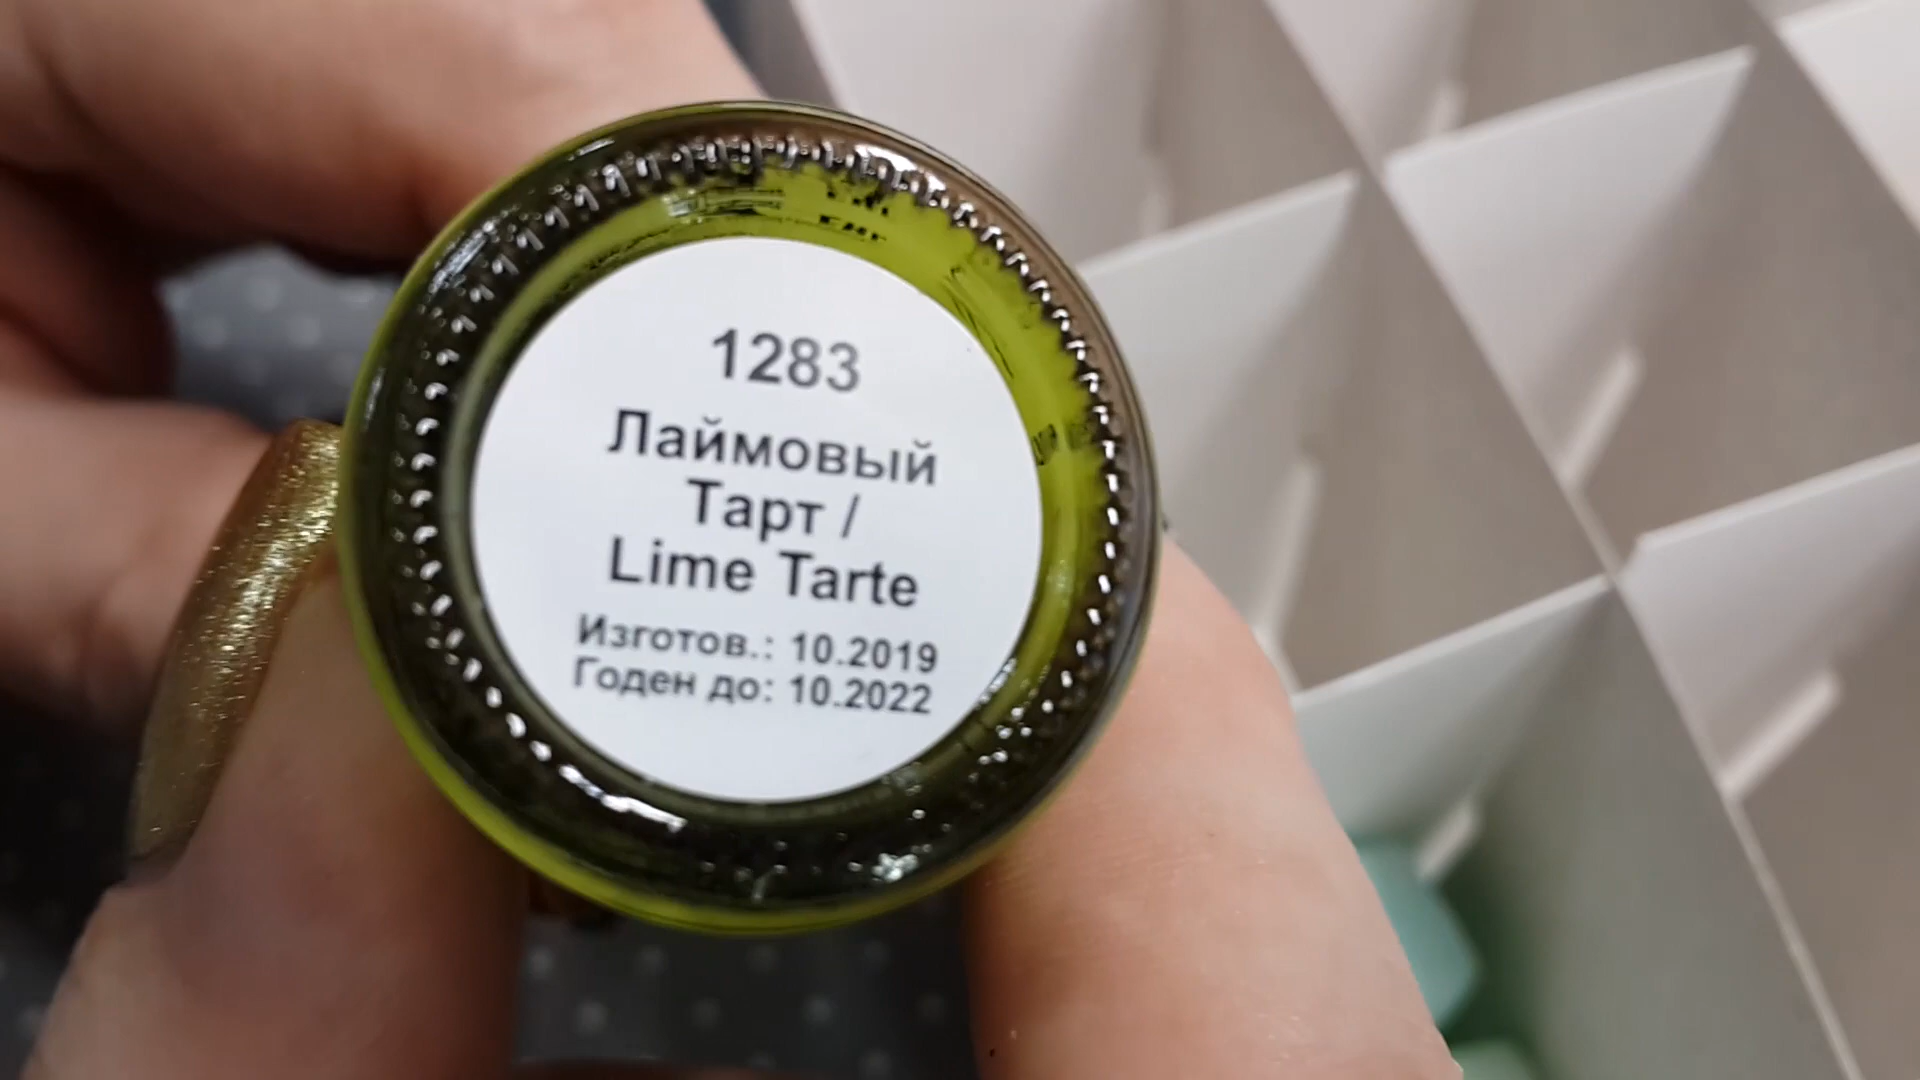 1283
Лаймовый
Тарт /
Lime Tarte
Изготов.: 10.2019
Годен до: 10.2022